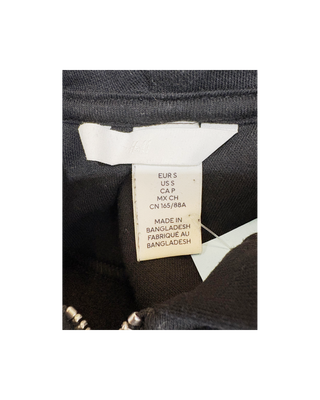 EUR S
US S
CA P
MX CH
CN 165/88A
MADE IN
BANGLADESH
FABRIQUÉ AU
BANGLADESH